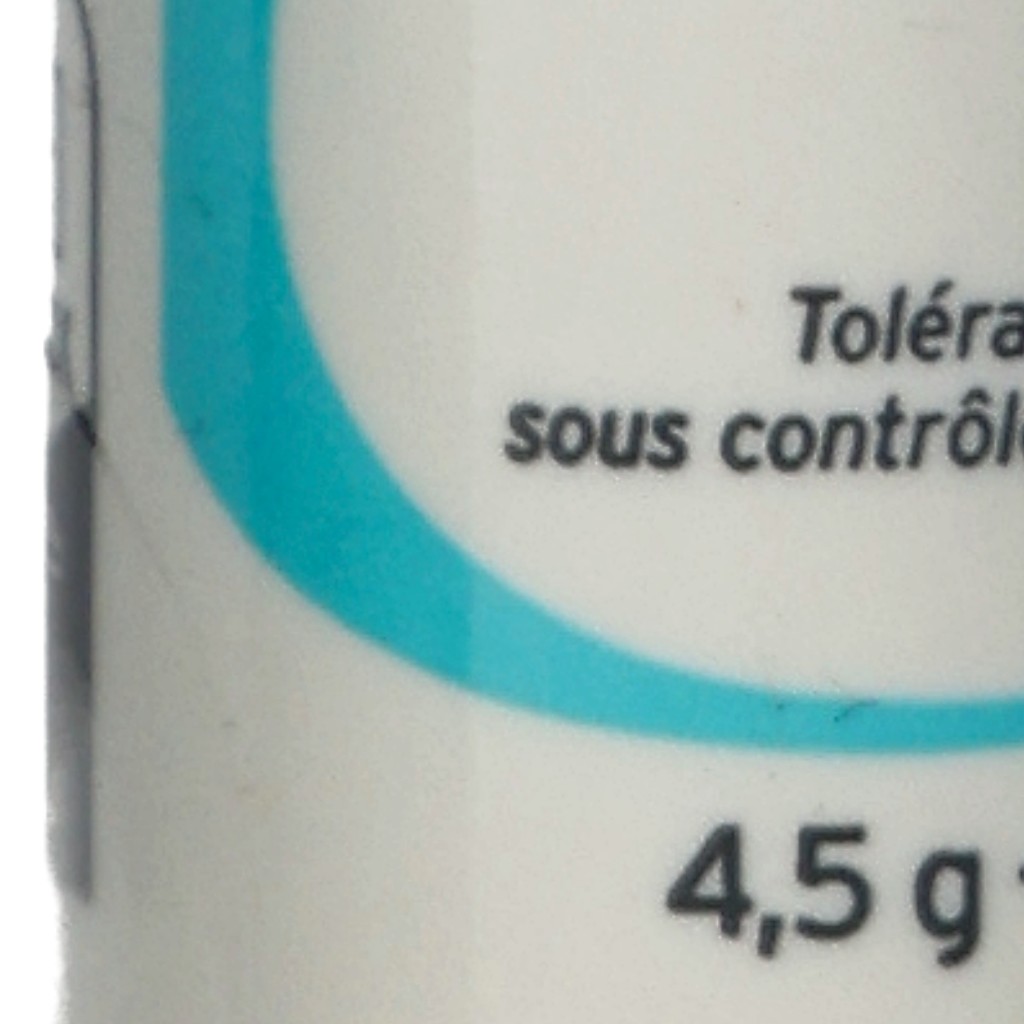 Toléra
sous contrôl
4,5 g